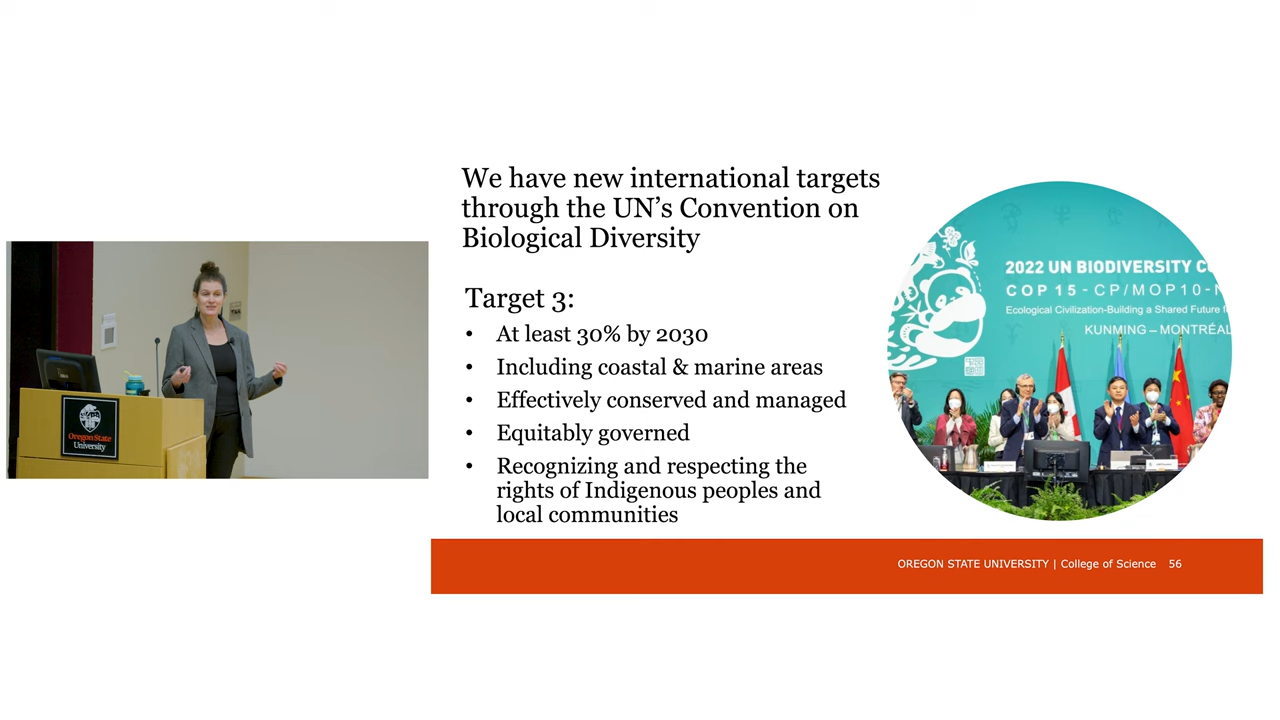 We have new international targets
through the UN's Convention on
Biological Diversity
Target 3:
• At least 30% by 2030
• Including coastal & marine areas
• Effectively conserved and managed
• Equitably governed
• Recognizing and respecting the
rights of Indigenous peoples and
local communities
2022 UN BIODIVERSITY
COP 15 - CP/MOP10-
Ecological Civilization-Building a Shared Future
KUNMING – MONTRÉAL
Oregon State
University
OREGON STATE UNIVERSITY | College of Science 56